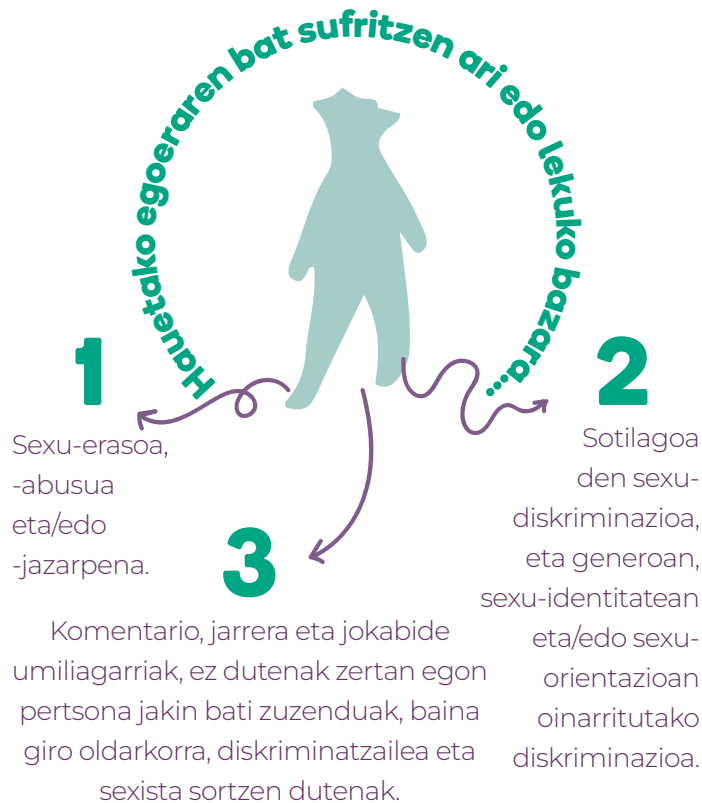 Hauetako egoeraren bat sufritzen ari edo lekuko bazara...
1
Sexu-erasoa,
-abusua
eta/edo
-jazarpena.
2
Sotilagoa
den sexu-
diskriminazioa,
eta generoan,
sexu-identitatean
eta/edo sexu-
orientazioan
oinarritutako
diskriminazioa.
3
Komentario, jarrera eta jokabide
umiliagarriak, ez dutenak zertan egon
pertsona jakin bati zuzenduak, baina
giro oldarkorra, diskriminatzailea eta
sexista sortzen dutenak.